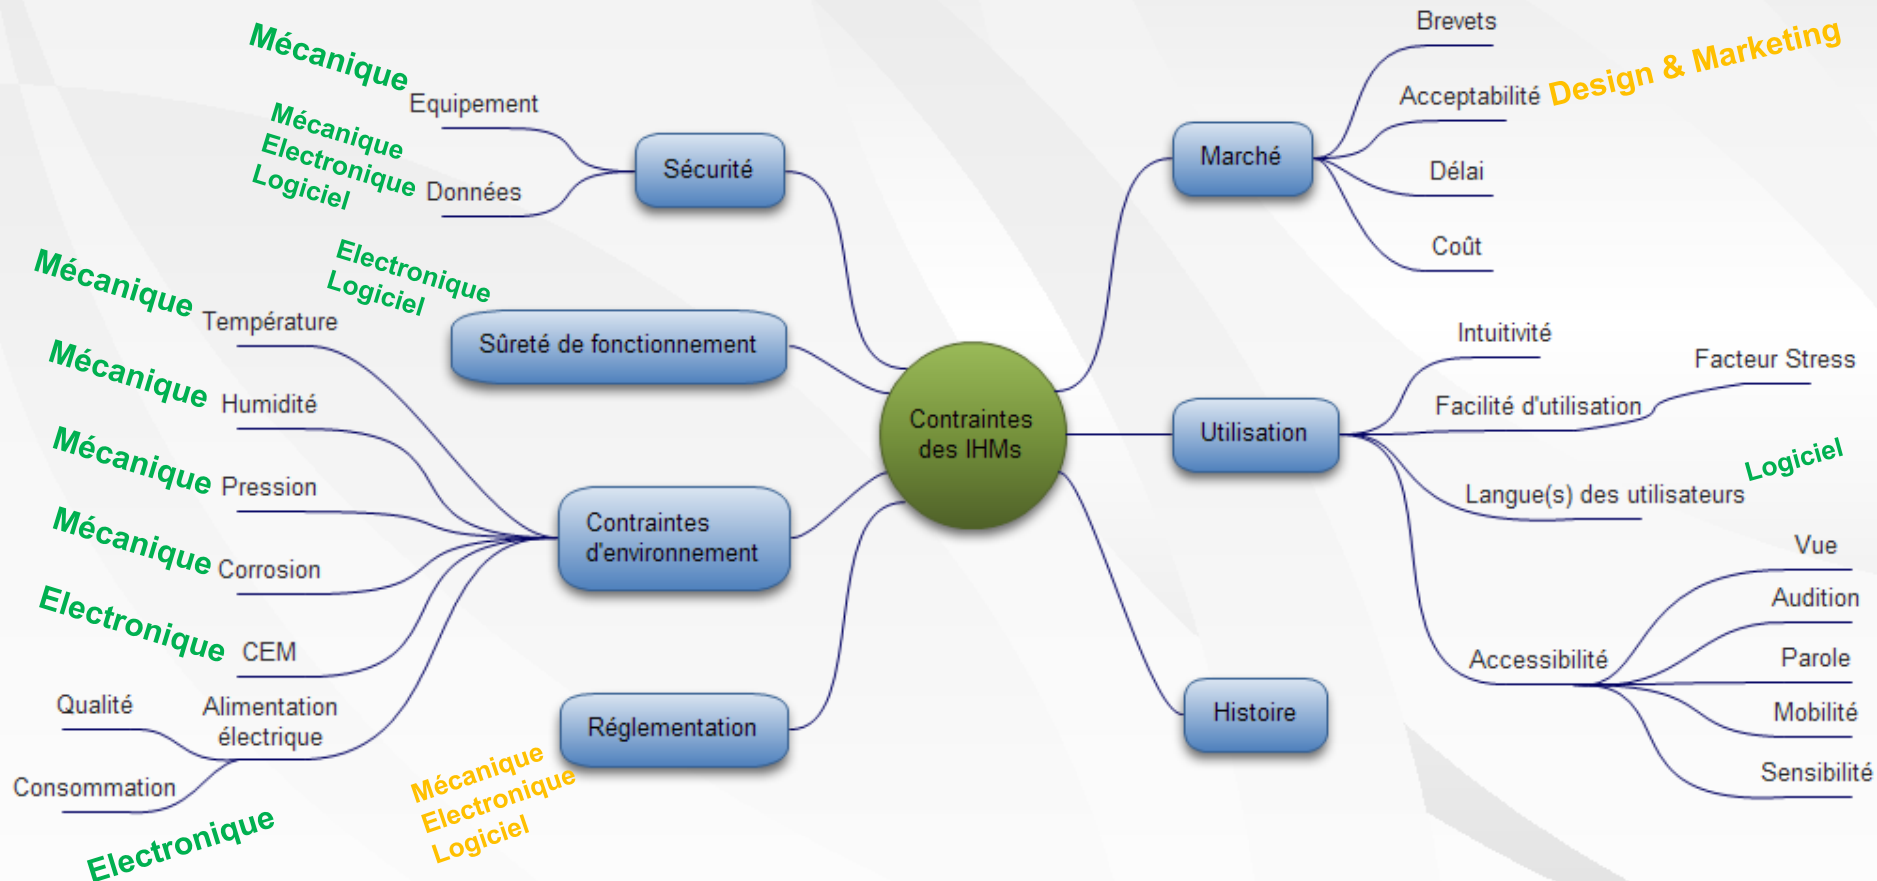 Mécanique
Equipement
Mécanique
Electronique
Logiciel
Données
Sécurité
Electronique
Logiciel
Sûreté de fonctionnement
Mécanique
Température
Mécanique
Humidité
Mécanique
Pression
Mécanique
Corrosion
Electronique
CEM
Qualité
Consommation
Alimentation
électrique
Electronique
Contraintes
d'environnement
Réglementation
Mécanique
Electronique
Logiciel
Contraintes
des IHMs
Marché
Brevets
Acceptabilité
Design & Marketing
Délai
Coût
Utilisation
Intuitivité
Facilité d'utilisation
Facteur Stress
Langue(s) des utilisateurs
Logiciel
Accessibilité
Vue
Audition
Parole
Mobilité
Sensibilité
Histoire